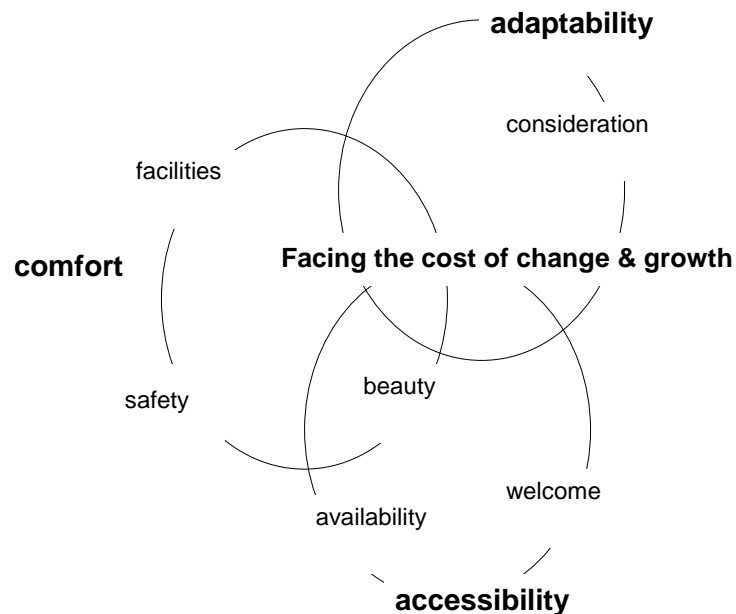 adaptability
consideration
facilities
Facing the cost of change & growth
comfort
beauty
safety
welcome
availability
accessibility